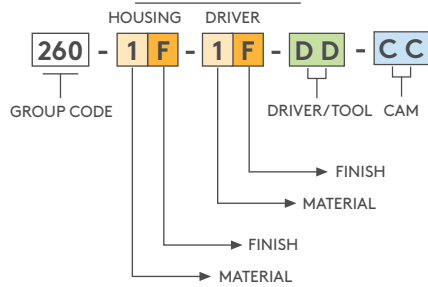 HOUSING DRIVER
260 - 1 F - 1 F - D D - C C
GROUP CODE DRIVER/TOOL CAM
FINISH
MATERIAL
FINISH
MATERIAL